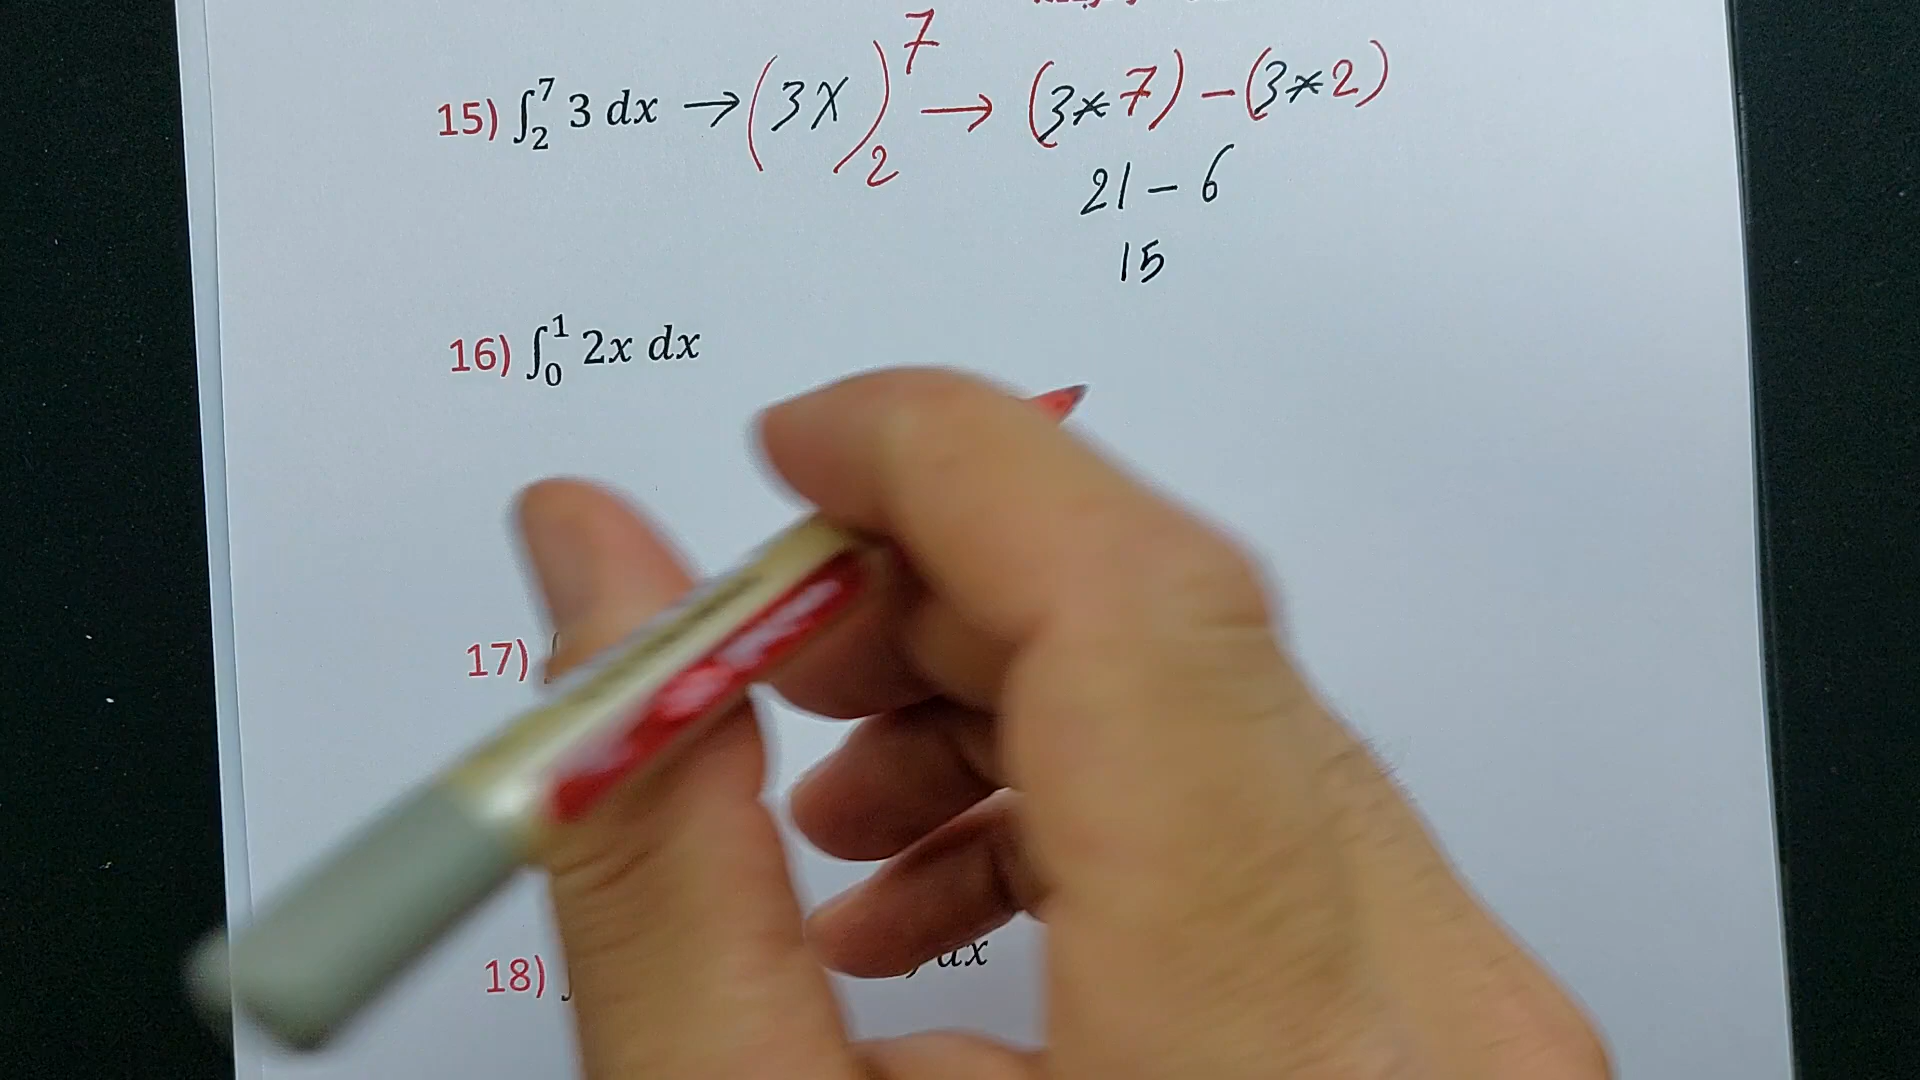 15) ∫₂⁷ 3 dx → (3x)₂⁷ → (3*7) - (3*2)
21 - 6
15
16) ∫₀¹ 2x dx
17)
18) dx